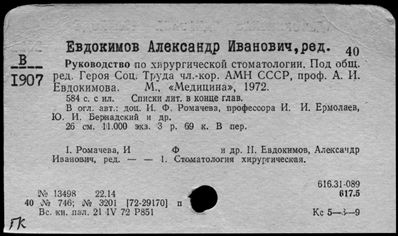 Евдокимов Александр Иванович, ред. 40
В
1907
Руководство по хирургической стоматологии. Под общ.
ред. Героя Соц. Труда чл.-кор. АМН СССР, проф. А. И.
Евдокимова. М., «Медицина», 1972.
584 с. с ил. Списки лит. в конце глав.
В огл. авт.: доц. И. Ф. Ромачева, профессора И. И. Ермолаев,
Ю. И. Бернадский и др.
26 см. 11.000 экз. 3 р. 69 к. В пер.
I. Ромачева, И Ф и др. II. Евдокимов, Александр
Иванович, ред. — — 1. Стоматология хирургическая.
616.31-089
617.5
№ 13498 22.14
40 № 746; № 3201 [72-29170] п
Вс. кн. пал. 21 IV 72 Р851
Кс 5—3—9
ГК